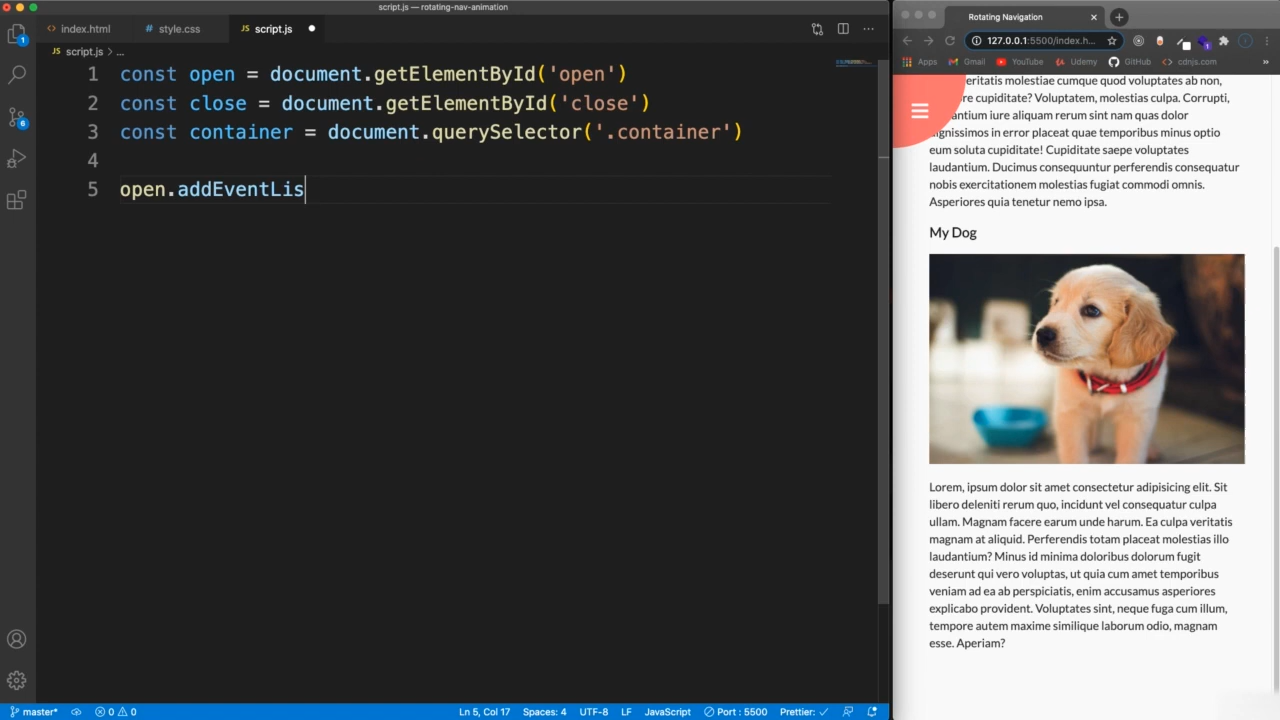 script.js — rotating-nav-animation
index.html
style.css
JS script.js
JS script.js > ...
1 const open = document.getElementById('open')
2 const close = document.getElementById('close')
3 const container = document.querySelector('.container')
4
5 open.addEventLis
1
6
master*
0 0
Ln 5, Col 17
Spaces: 4
UTF-8
LF
JavaScript
Port : 5500
Prettier:
Rotating Navigation
127.0.0.1:5500/index.h...
Apps
Gmail
YouTube
Udemy
GitHub
cdnjs.com
»
eritatis molestiae cumque quod voluptates ab non,
re cupiditate? Voluptatem, molestias culpa. Corrupti,
antium iure aliquam rerum sint nam quas dolor
dignissimos in error placeat quae temporibus minus optio
eum soluta cupiditate! Cupiditate saepe voluptates
laudantium. Ducimus consequuntur perferendis consequatur
nobis exercitationem molestias fugiat commodi omnis.
Asperiores quia tenetur nemo ipsa.
My Dog
Lorem, ipsum dolor sit amet consectetur adipisicing elit. Sit
libero deleniti rerum quo, incidunt vel consequatur culpa
ullam. Magnam facere earum unde harum. Ea culpa veritatis
magnam at aliquid. Perferendis totam placeat molestias illo
laudantium? Minus id minima doloribus dolorum fugit
deserunt qui vero voluptas, ut quia cum amet temporibus
veniam ad ea ab perspiciatis, enim accusamus asperiores
explicabo provident. Voluptates sint, neque fuga cum illum,
tempore autem maxime similique laborum odio, magnam
esse. Aperiam?